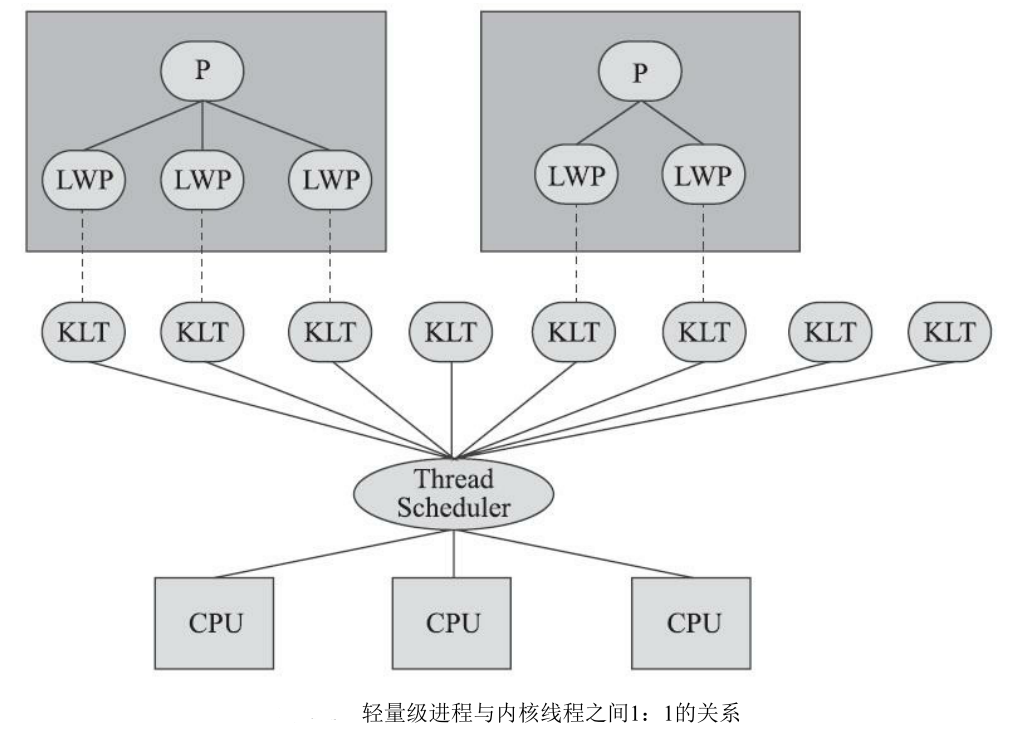 P
P
LWP
LWP
LWP
LWP
LWP
KLT
KLT
KLT
KLT
KLT
KLT
KLT
KLT
Thread
Scheduler
CPU
CPU
CPU
轻量级进程与内核线程之间1：1的关系